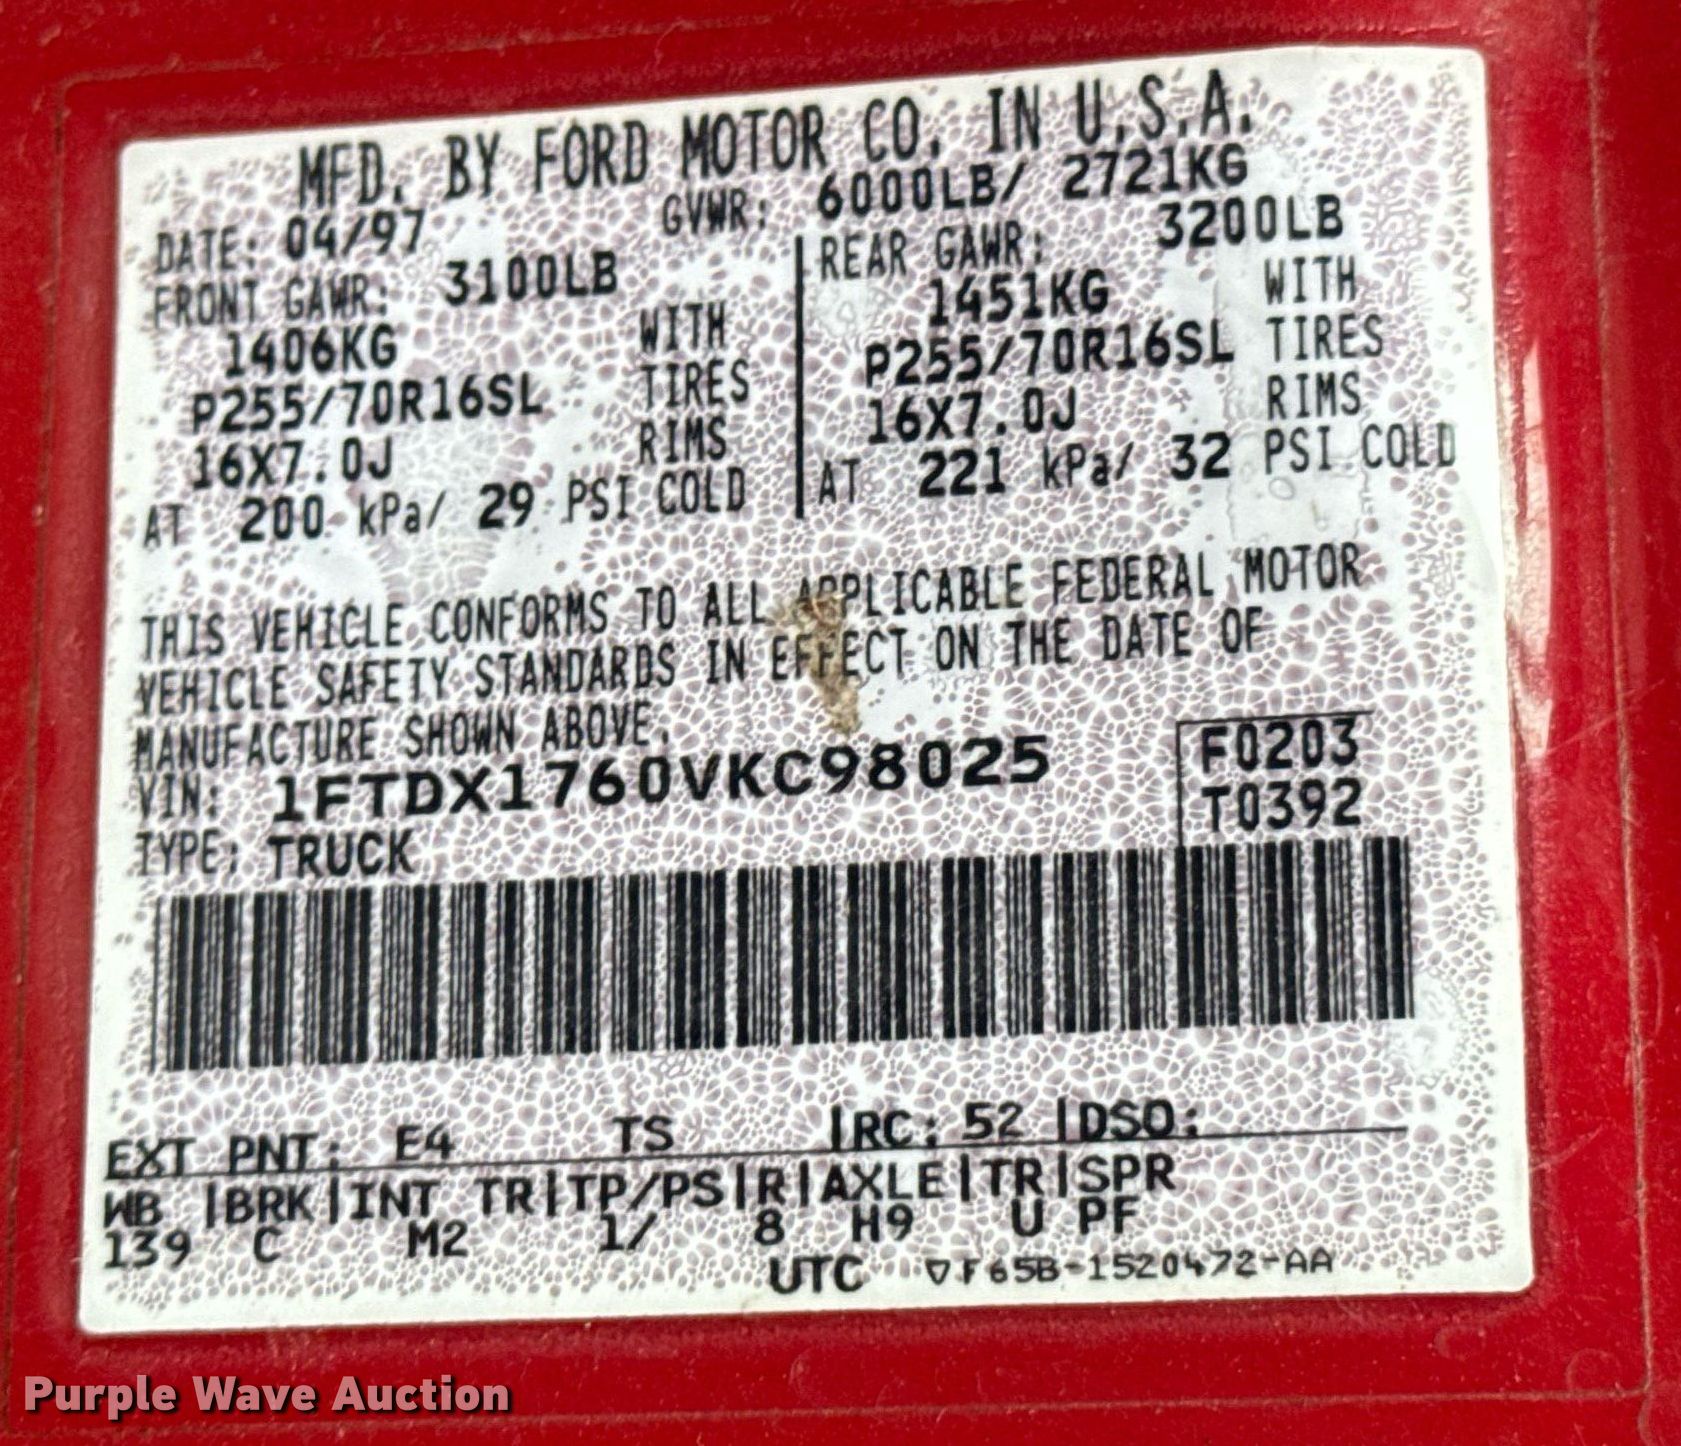 MFD. BY FORD MOTOR CO. IN U.S.A.
DATE: 04/97 GVWR: 6000LB/ 2721KG
FRONT GAWR: 3100LB
1406KG WITH
P255/70R16SL TIRES
16X7.0J RIMS
AT 200 kPa/ 29 PSI COLD
REAR GAWR: 3200LB
1451KG WITH
P255/70R16SL TIRES
16X7.0J RIMS
AT 221 kPa/ 32 PSI COLD
THIS VEHICLE CONFORMS TO ALL APPLICABLE FEDERAL MOTOR
VEHICLE SAFETY STANDARDS IN EFFECT ON THE DATE OF
MANUFACTURE SHOWN ABOVE.
VIN: 1FTDX1760VKC98025
TYPE: TRUCK
F0203
T0392
EXT PNT: E4 TS |RC: 52 |DSO:
WB |BRK|INT TR|TP/PS|R|AXLE|TR|SPR
139 C M2 1/ 8 H9 U PF
UTC ▽F65B-1520472-AA
Purple Wave Auction